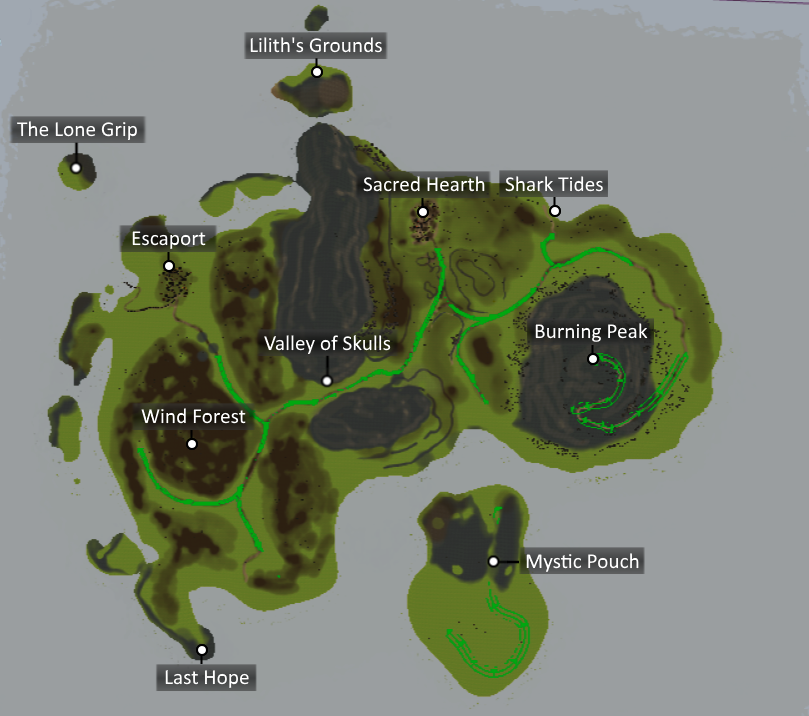 Lilith's Grounds
The Lone Grip
Sacred Hearth
Shark Tides
Escaport
Burning Peak
Valley of Skulls
Wind Forest
Mystic Pouch
Last Hope